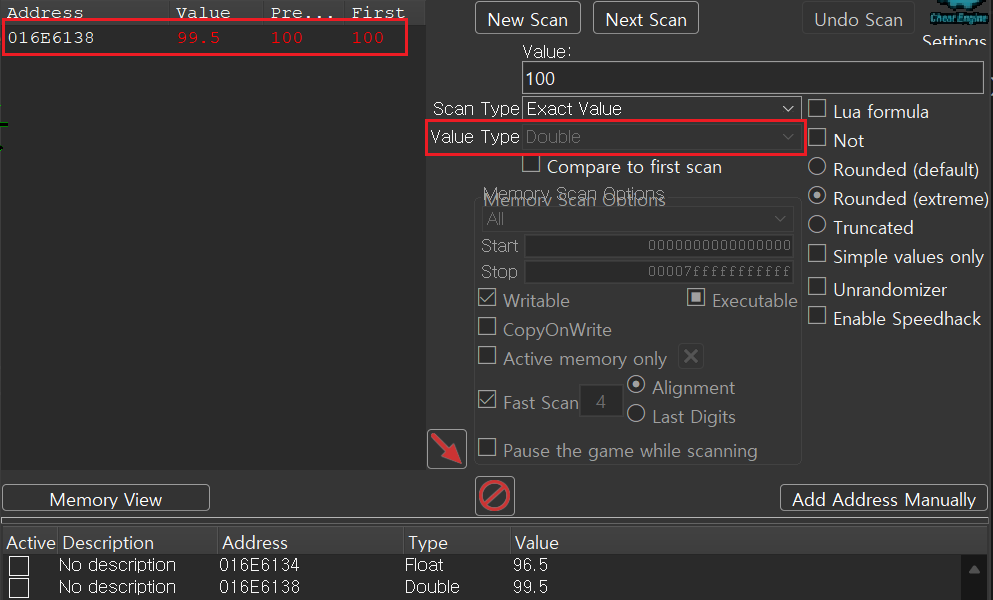 Address Value Pre... First
016E6138 99.5 100 100
New Scan Next Scan Undo Scan
Cheat Engine
Settings
Value:
100
Scan Type Exact Value
Lua formula
Value Type Double
Not
Compare to first scan
Rounded (default)
Memory Scan Options
Memory Scan Options
Rounded (extreme)
All
Truncated
Start 0000000000000000
Simple values only
Stop 00007fffffffffff
Unrandomizer
Writable Executable
Enable Speedhack
CopyOnWrite
Active memory only
Fast Scan 4 Alignment
Last Digits
Pause the game while scanning
Memory View Add Address Manually
Active Description Address Type Value
No description 016E6134 Float 96.5
No description 016E6138 Double 99.5